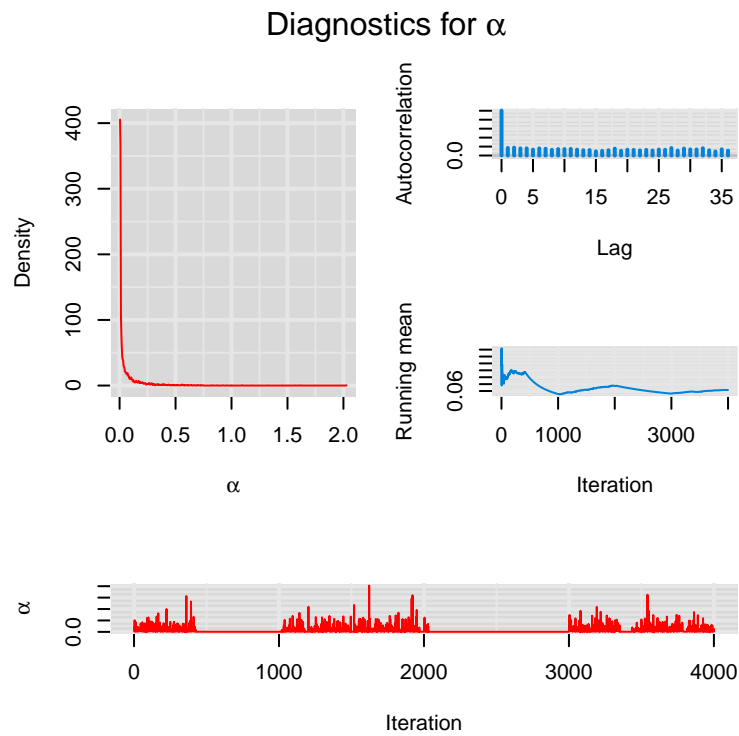 Diagnostics for α
Density
0
100
200
300
400
0.0 0.5 1.0 1.5 2.0
α
Autocorrelation
0.0
0 5 15 25 35
Lag
Running mean
0.06
0 1000 3000
Iteration
α
0.0
0 1000 2000 3000 4000
Iteration